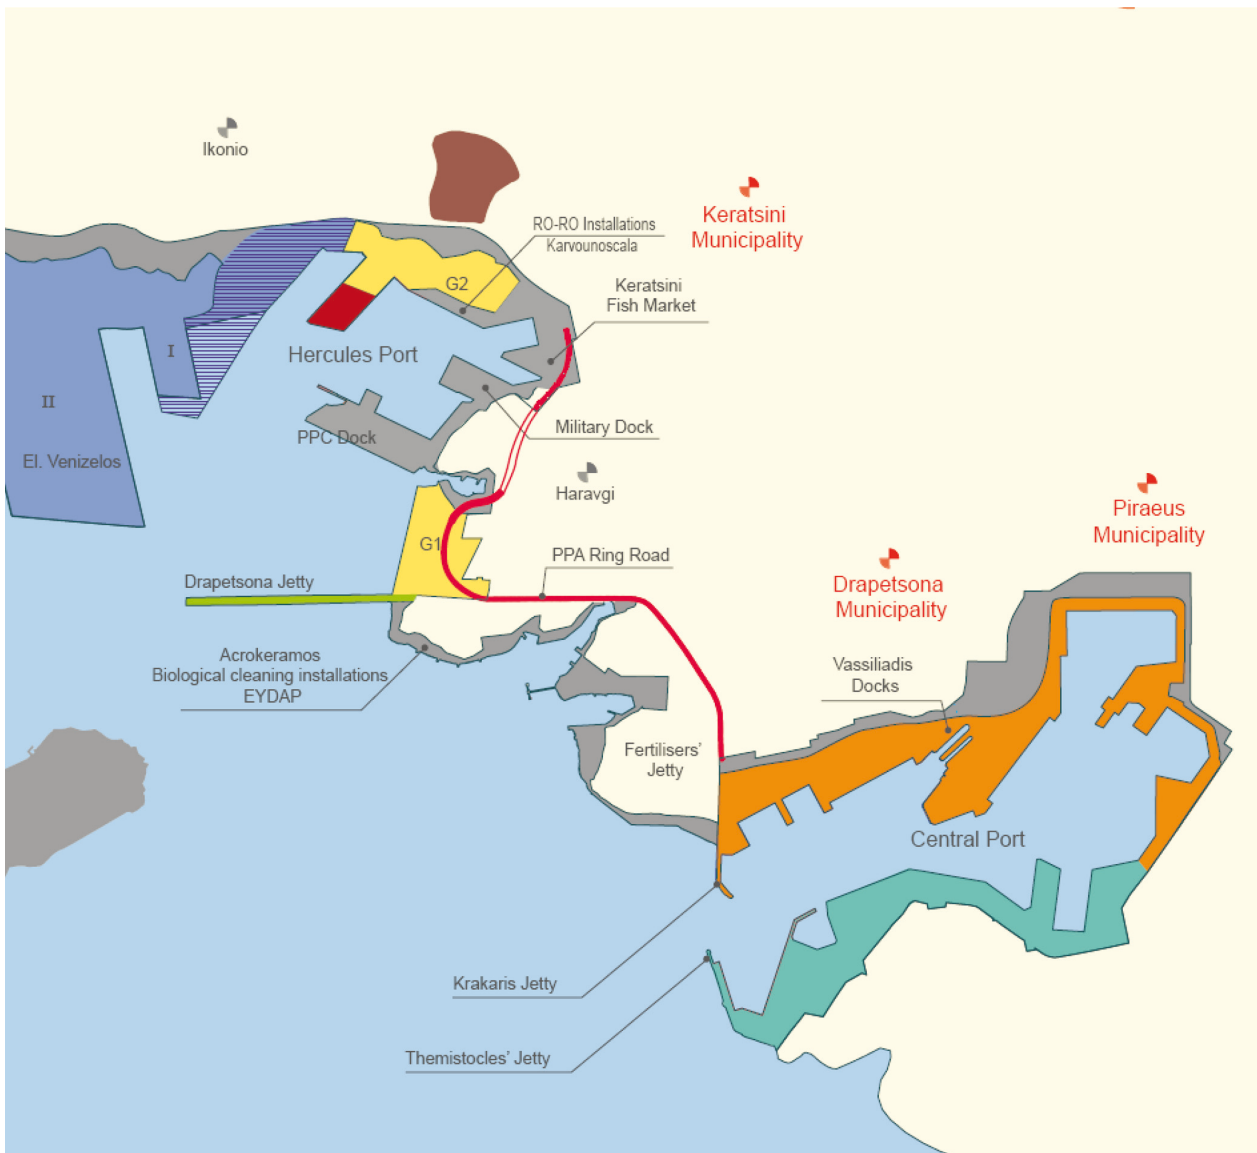 Ikonio
RO-RO Installations
Karvounoscala
Keratsini
Municipality
G2
Keratsini
Fish Market
Hercules Port
I
II
PPC Dock
Military Dock
El. Venizelos
Haravgi
Piraeus
Municipality
G1
PPA Ring Road
Drapetsona Jetty
Drapetsona
Municipality
Acrokeramos
Biological cleaning installations
EYDAP
Vassiliadis
Docks
Fertilisers'
Jetty
Central Port
Krakaris Jetty
Themistocles' Jetty